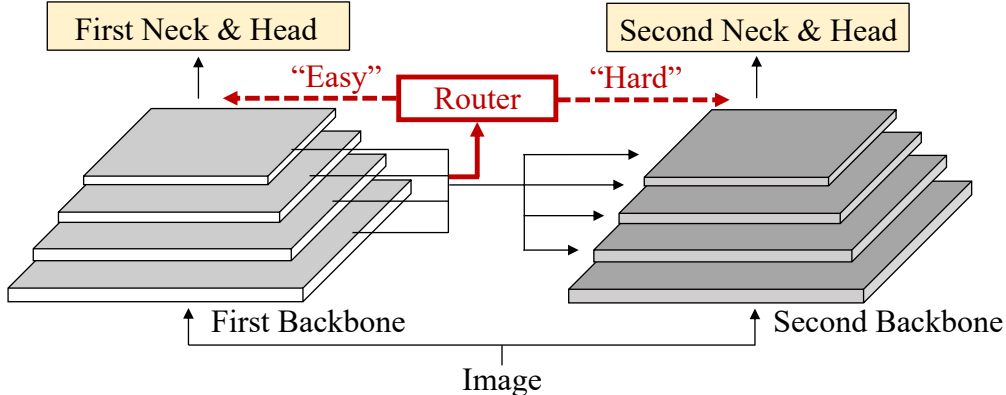 First Neck & Head
Second Neck & Head
“Easy”
Router
“Hard”
First Backbone
Second Backbone
Image